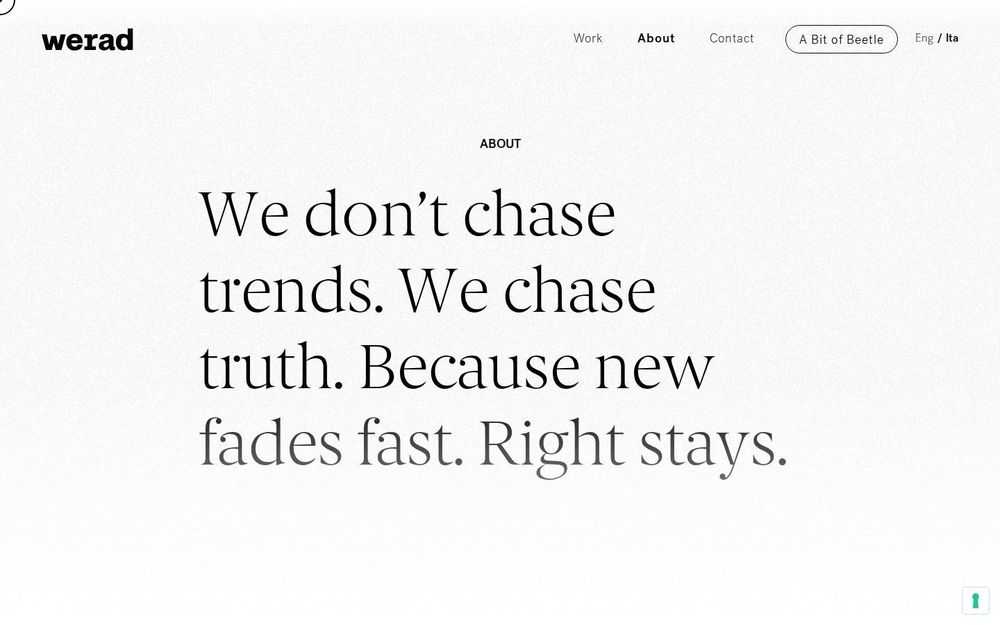 werad
Work
About
Contact
A Bit of Beetle
Eng / Ita
ABOUT
We don’t chase
trends. We chase
truth. Because new
fades fast. Right stays.